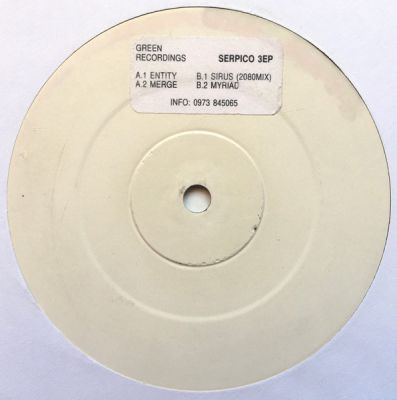 GREEN
RECORDINGS SERPICO 3EP
A.1 ENTITY B.1 SIRUS (2080MIX)
A.2 MERGE B.2 MYRIAD
INFO: 0973 845065